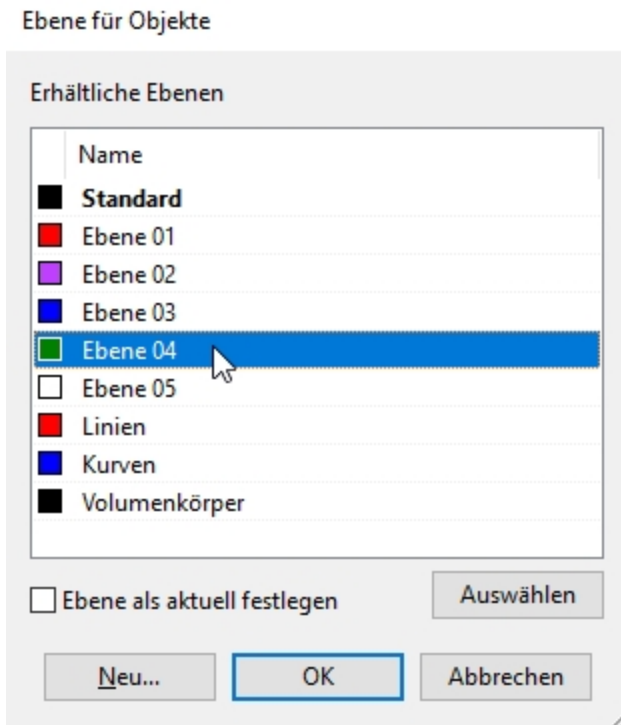 Ebene für Objekte
Erhältliche Ebenen
Name
Standard
Ebene 01
Ebene 02
Ebene 03
Ebene 04
Ebene 05
Linien
Kurven
Volumenkörper
Ebene als aktuell festlegen
Auswählen
Neu...
OK
Abbrechen